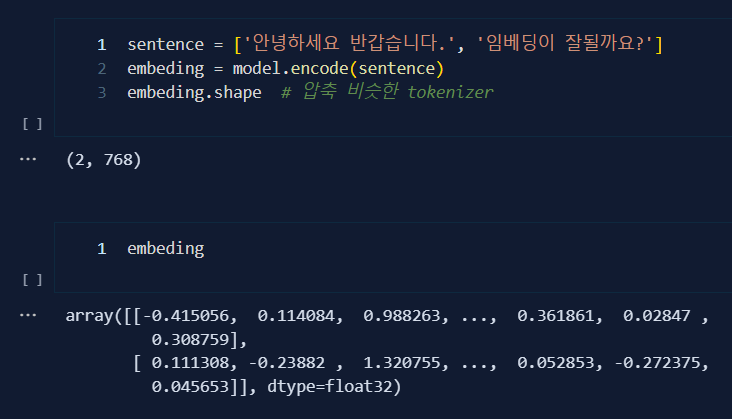 1 sentence = ['안녕하세요 반갑습니다.', '임베딩이 잘될까요?']
2 embeding = model.encode(sentence)
3 embeding.shape # 압축 비슷한 tokenizer
[ ]
... (2, 768)
1 embeding
[ ]
... array([[-0.415056, 0.114084, 0.988263, ..., 0.361861, 0.02847 ,
0.308759],
[ 0.111308, -0.23882 , 1.320755, ..., 0.052853, -0.272375,
0.045653]], dtype=float32)